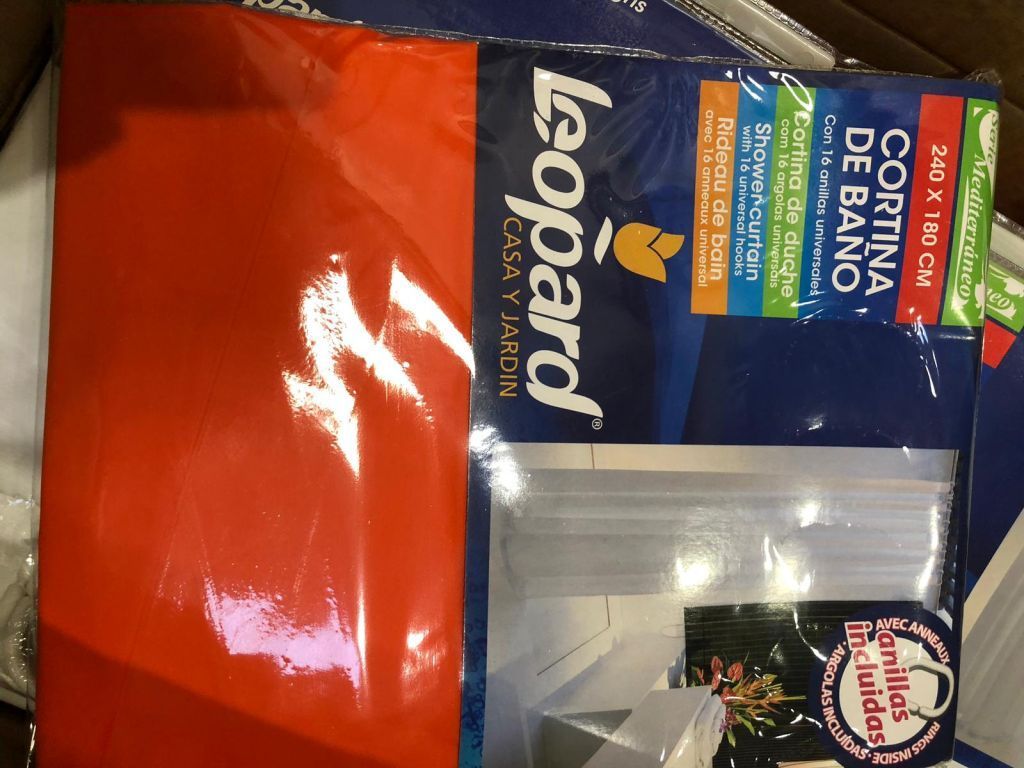 Serie Mediterráneo
240 X 180 CM
CORTINA
DE BAÑO
Con 16 anillas universales
Cortina de duche
com 16 argolas universais
Shower curtain
with 16 universal hooks
Rideau de bain
avec 16 anneaux universal
Leopard®
CASA Y JARDIN
AVEC ANNEAUX · RINGS INSIDE · ARGOLAS INCLUÍDAS ·
anillas
incluidas